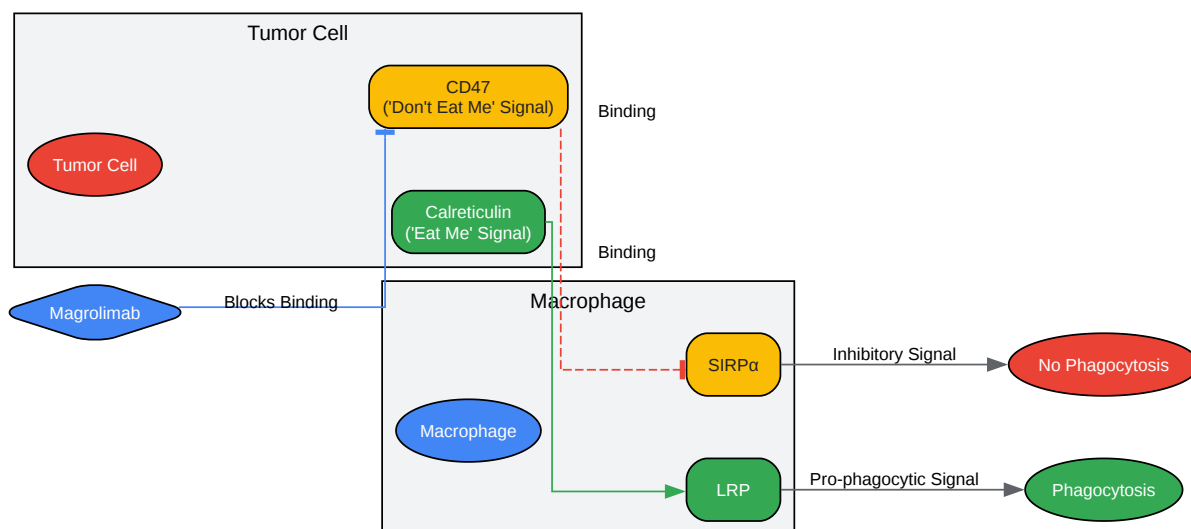 Tumor Cell
CD47
('Don't Eat Me' Signal)
Binding
Tumor Cell
Calreticulin
('Eat Me' Signal)
Binding
Magrolimab
Blocks Binding
Macrophage
SIRPα
Inhibitory Signal
No Phagocytosis
Macrophage
LRP
Pro-phagocytic Signal
Phagocytosis